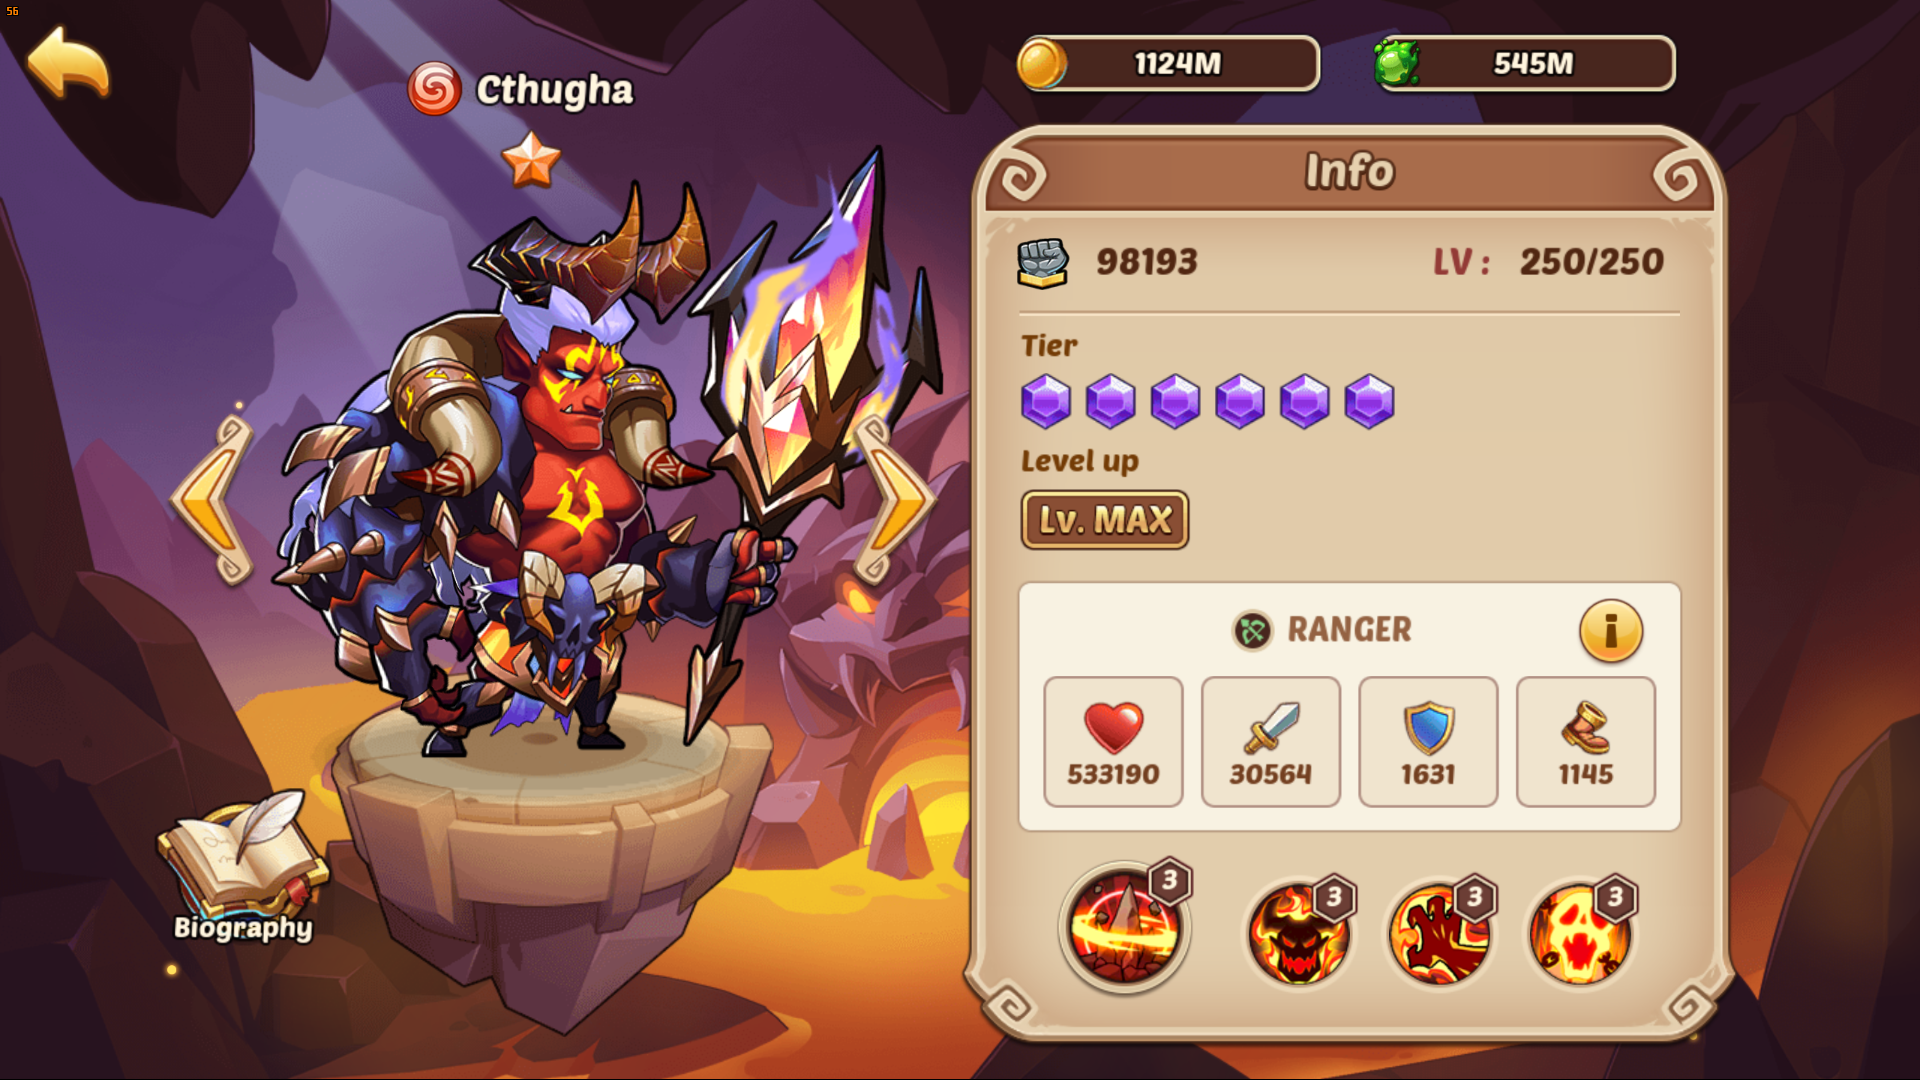 56
Cthugha
1124M
545M
Info
98193
LV : 250/250
Tier
Level up
Lv. MAX
RANGER
533190
30564
1631
1145
3
3
3
3
Biography